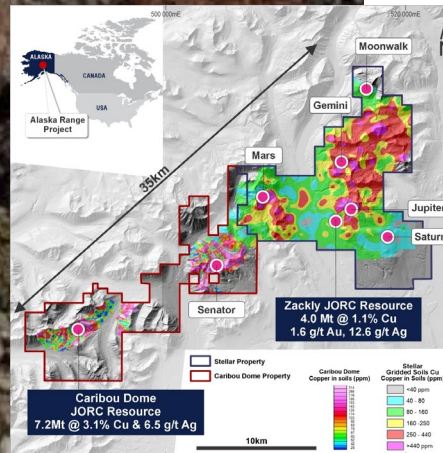 500 000mE
520 000mE
Moonwalk
ALASKA
CANADA
USA
Alaska Range
Project
Gemini
Mars
35km
Jupiter
Saturn
Senator
Zackly JORC Resource
4.0 Mt @ 1.1% Cu
1.6 g/t Au, 12.6 g/t Ag
Caribou Dome
JORC Resource
7.2Mt @ 3.1% Cu & 6.5 g/t Ag
Stellar Property
Caribou Dome Property
10km
Caribou Dome
Copper in soils (ppm)
Stellar
Gridded Soils Cu
Copper in Soils (ppm)
<40 ppm
40 - 80
80 - 160
160 -250
250 - 440
>440 ppm